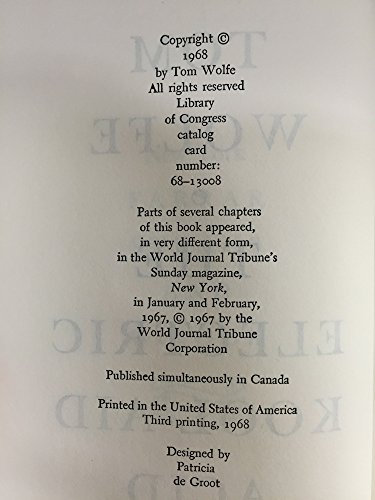 Copyright ©
1968
by Tom Wolfe
All rights reserved
Library
of Congress
catalog
card
number:
68–13008
Parts of several chapters
of this book appeared,
in very different form,
in the World Journal Tribune's
Sunday magazine,
New York,
in January and February,
1967, © 1967 by the
World Journal Tribune
Corporation
Published simultaneously in Canada
Printed in the United States of America
Third printing, 1968
Designed by
Patricia
de Groot